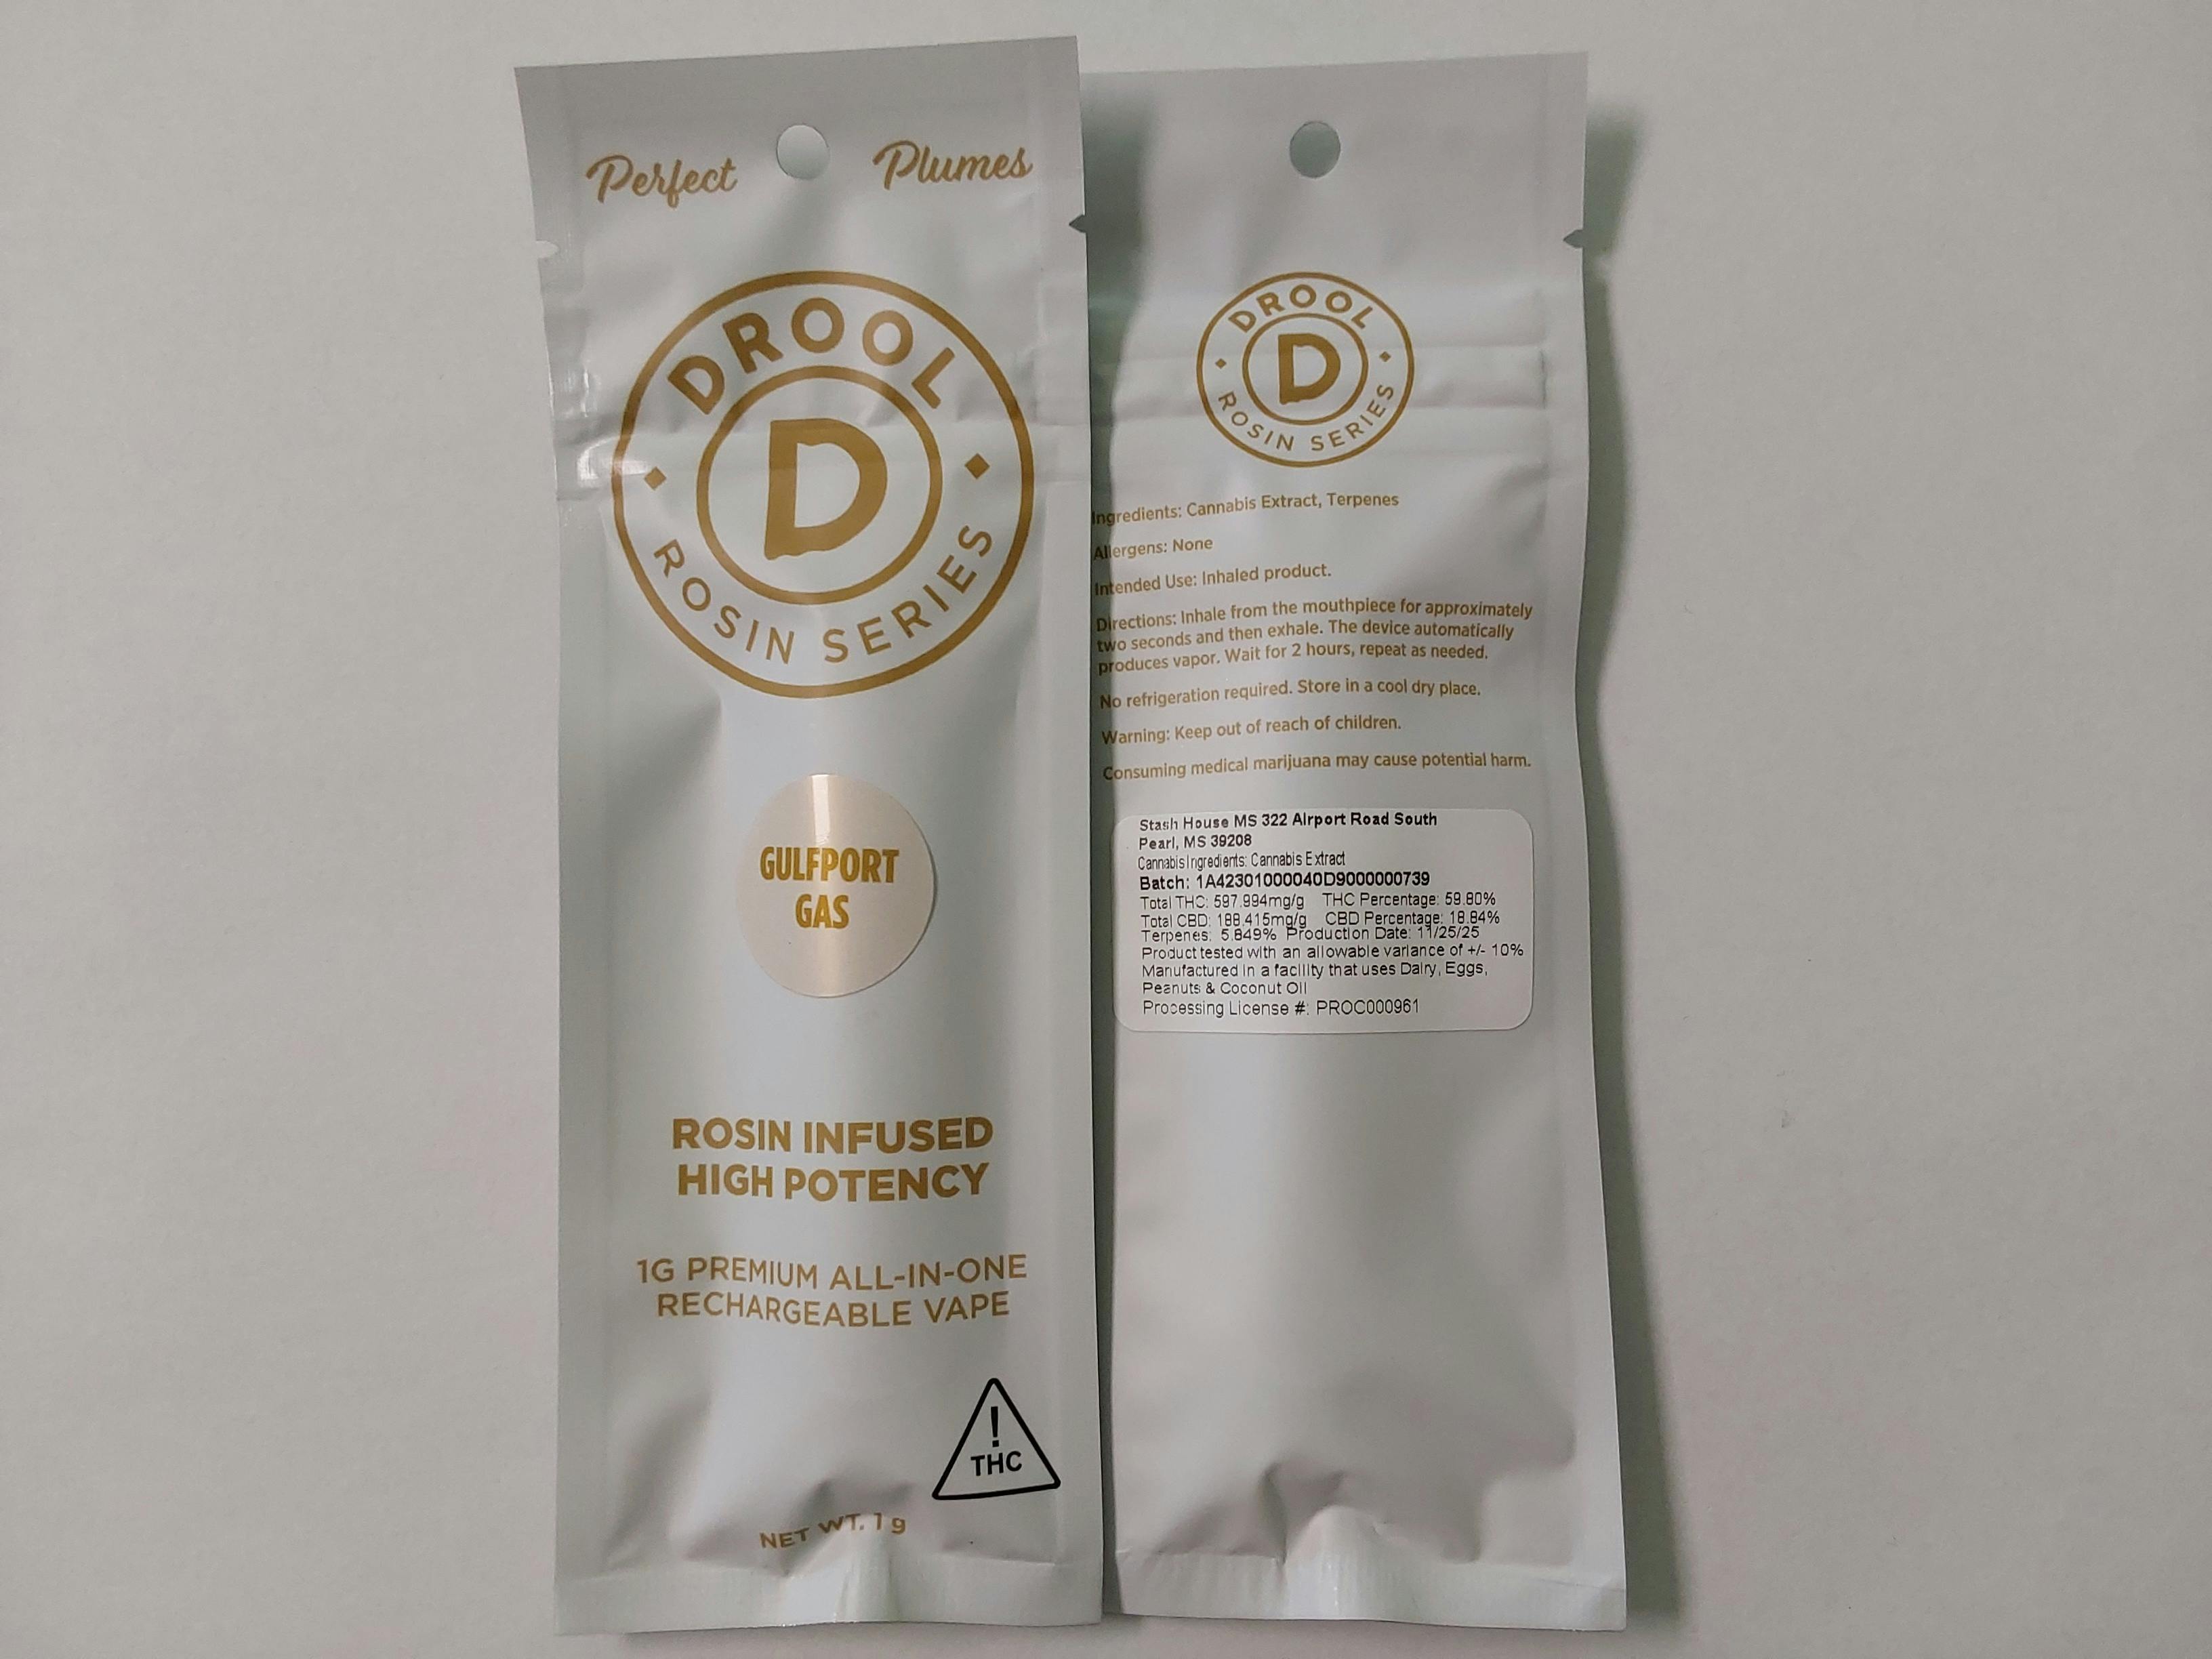 Perfect Plumes
DROOL
D
ROSIN SERIES
GULFPORT
GAS
ROSIN INFUSED
HIGH POTENCY
1G PREMIUM ALL-IN-ONE
RECHARGEABLE VAPE
!
THC
NET WT. 1 g
DROOL
D
ROSIN SERIES
Ingredients: Cannabis Extract, Terpenes
Allergens: None
Intended Use: Inhaled product.
Directions: Inhale from the mouthpiece for approximately
two seconds and then exhale. The device automatically
produces vapor. Wait for 2 hours, repeat as needed.
No refrigeration required. Store in a cool dry place.
Warning: Keep out of reach of children.
Consuming medical marijuana may cause potential harm.
Stash House MS 322 Airport Road South
Pearl, MS 39208
Cannabis Ingredients: Cannabis Extract
Batch: 1A42301000040D9000000739
Total THC: 597.994mg/g THC Percentage: 59.80%
Total CBD: 188.415mg/g CBD Percentage: 18.84%
Terpenes: 5.849% Production Date: 11/25/25
Product tested with an allowable variance of +/- 10%
Manufactured in a facility that uses Dairy, Eggs,
Peanuts & Coconut Oil
Processing License #: PROC000961